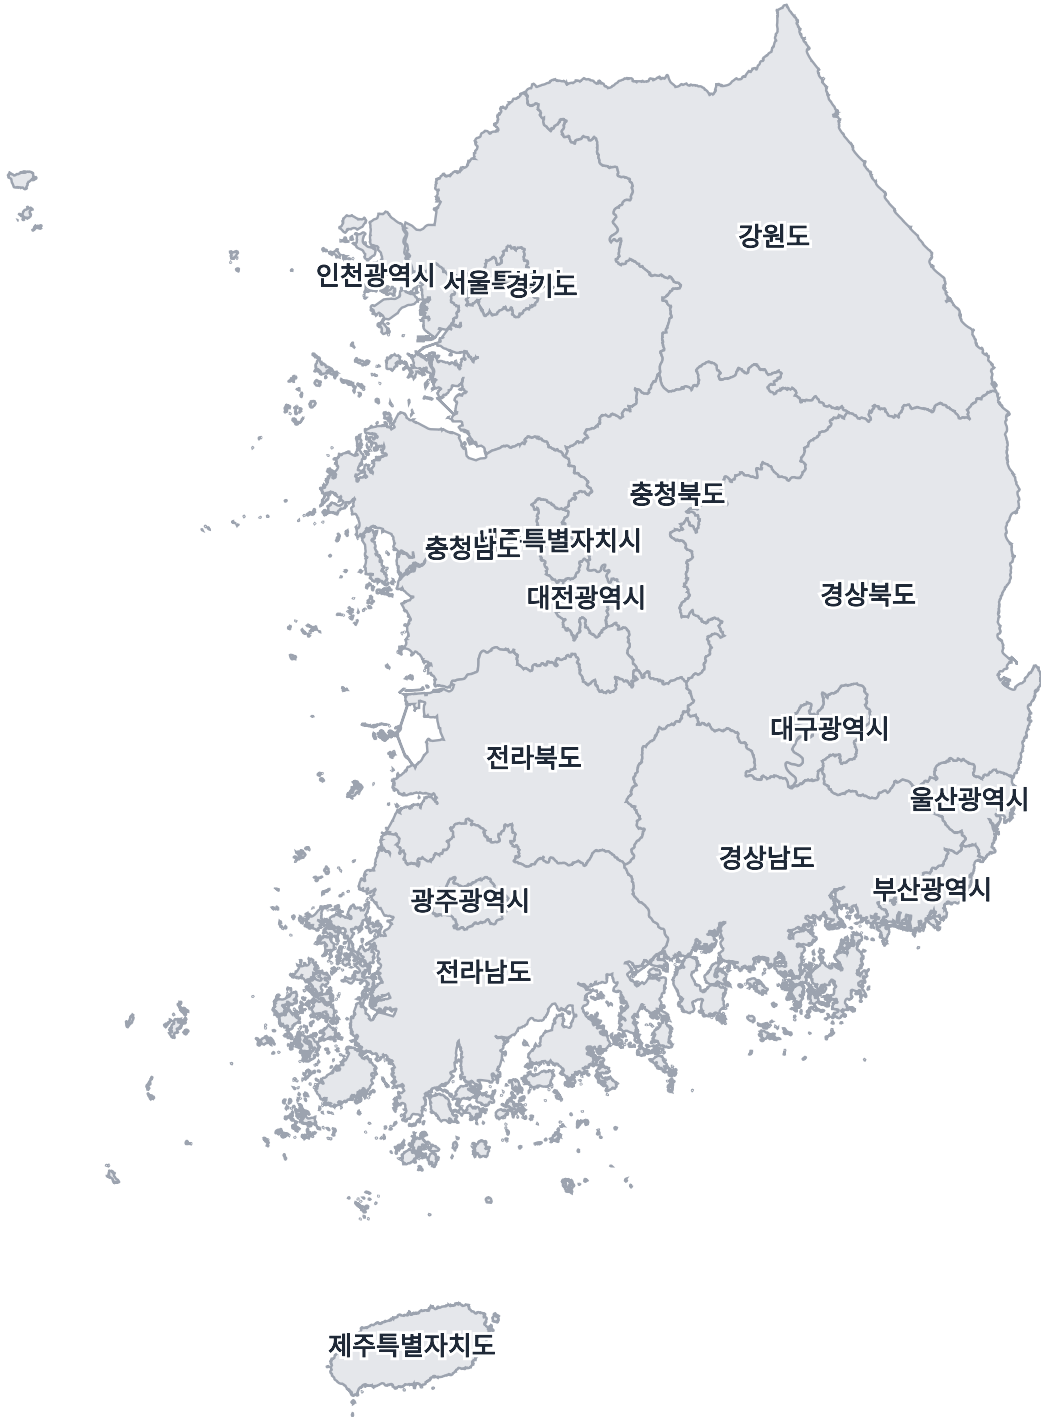 강원도
인천광역시
서울특
경기도
충청북도
특별자치시
충청남도
경상북도
대전광역시
대구광역시
전라북도
울산광역시
경상남도
부산광역시
광주광역시
전라남도
제주특별자치도